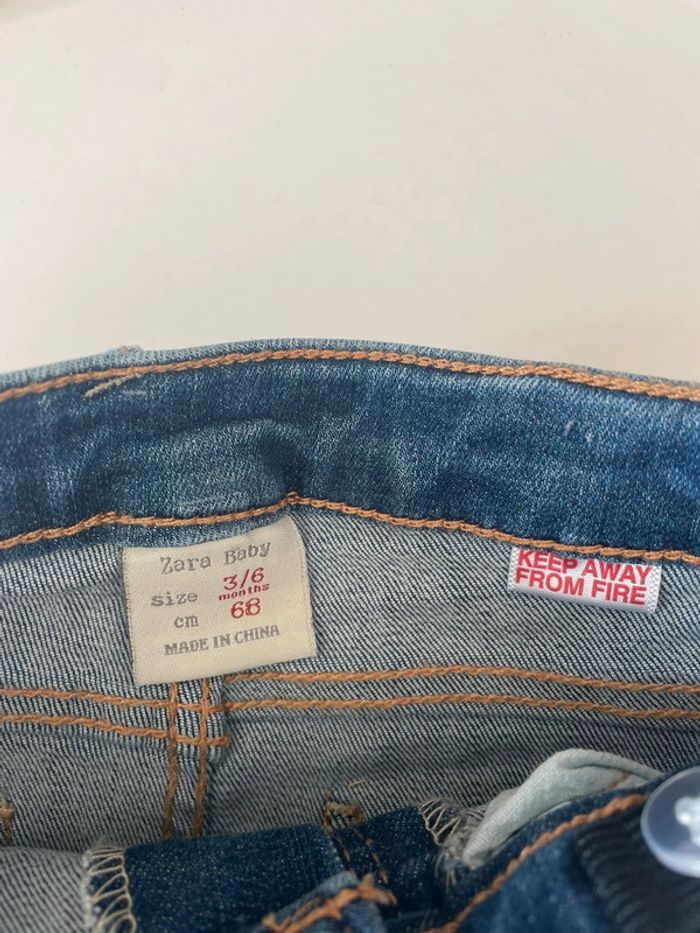 Zara Baby
size 3/6
months
cm 68
MADE IN CHINA
KEEP AWAY
FROM FIRE